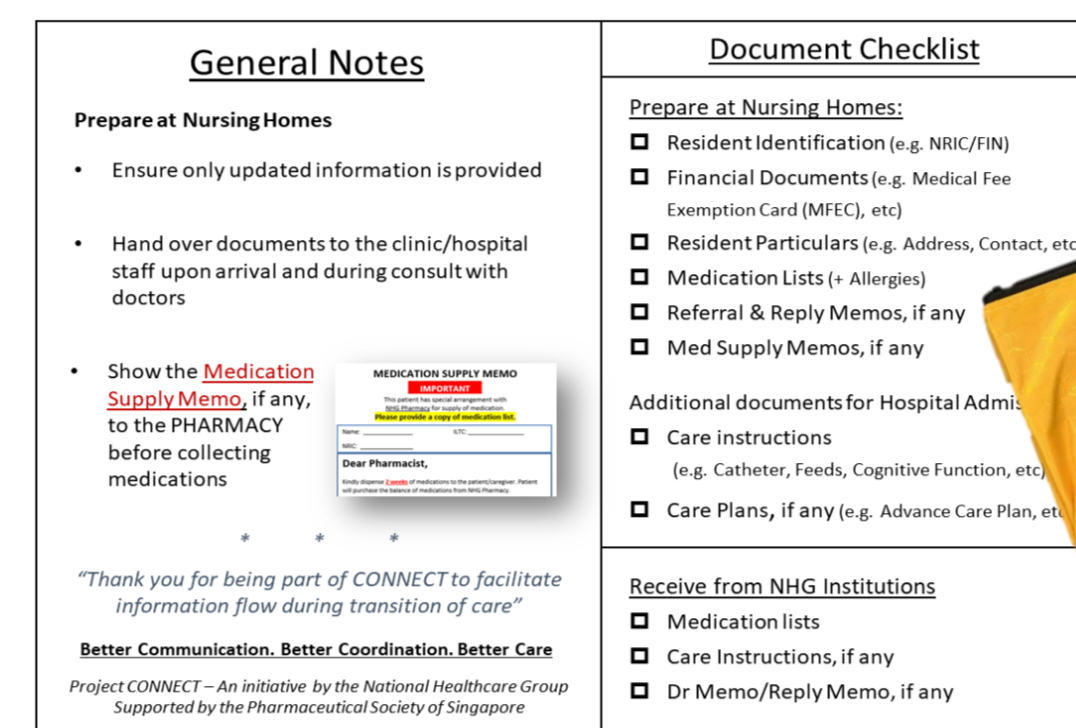 General Notes
Prepare at Nursing Homes
• Ensure only updated information is provided
• Hand over documents to the clinic/hospital
staff upon arrival and during consult with
doctors
• Show the Medication
Supply Memo, if any,
to the PHARMACY
before collecting
medications
MEDICATION SUPPLY MEMO
IMPORTANT
This patient has special arrangement with
NHG Pharmacy for supply of medication.
Please provide a copy of medication list.
Name: ILTC:
NRIC:
Dear Pharmacist,
Kindly dispense 2 weeks of medications to the patient/caregiver. Patient
will purchase the balance of medications from NHG Pharmacy.
* * *
“Thank you for being part of CONNECT to facilitate
information flow during transition of care”
Better Communication. Better Coordination. Better Care
Project CONNECT – An initiative by the National Healthcare Group
Supported by the Pharmaceutical Society of Singapore
Document Checklist
Prepare at Nursing Homes:
Resident Identification (e.g. NRIC/FIN)
Financial Documents (e.g. Medical Fee
Exemption Card (MFEC), etc)
Resident Particulars (e.g. Address, Contact, etc
Medication Lists (+ Allergies)
Referral & Reply Memos, if any
Med Supply Memos, if any
Additional documents for Hospital Admis
Care instructions
(e.g. Catheter, Feeds, Cognitive Function, etc)
Care Plans, if any (e.g. Advance Care Plan, etc
Receive from NHG Institutions
Medication lists
Care Instructions, if any
Dr Memo/Reply Memo, if any